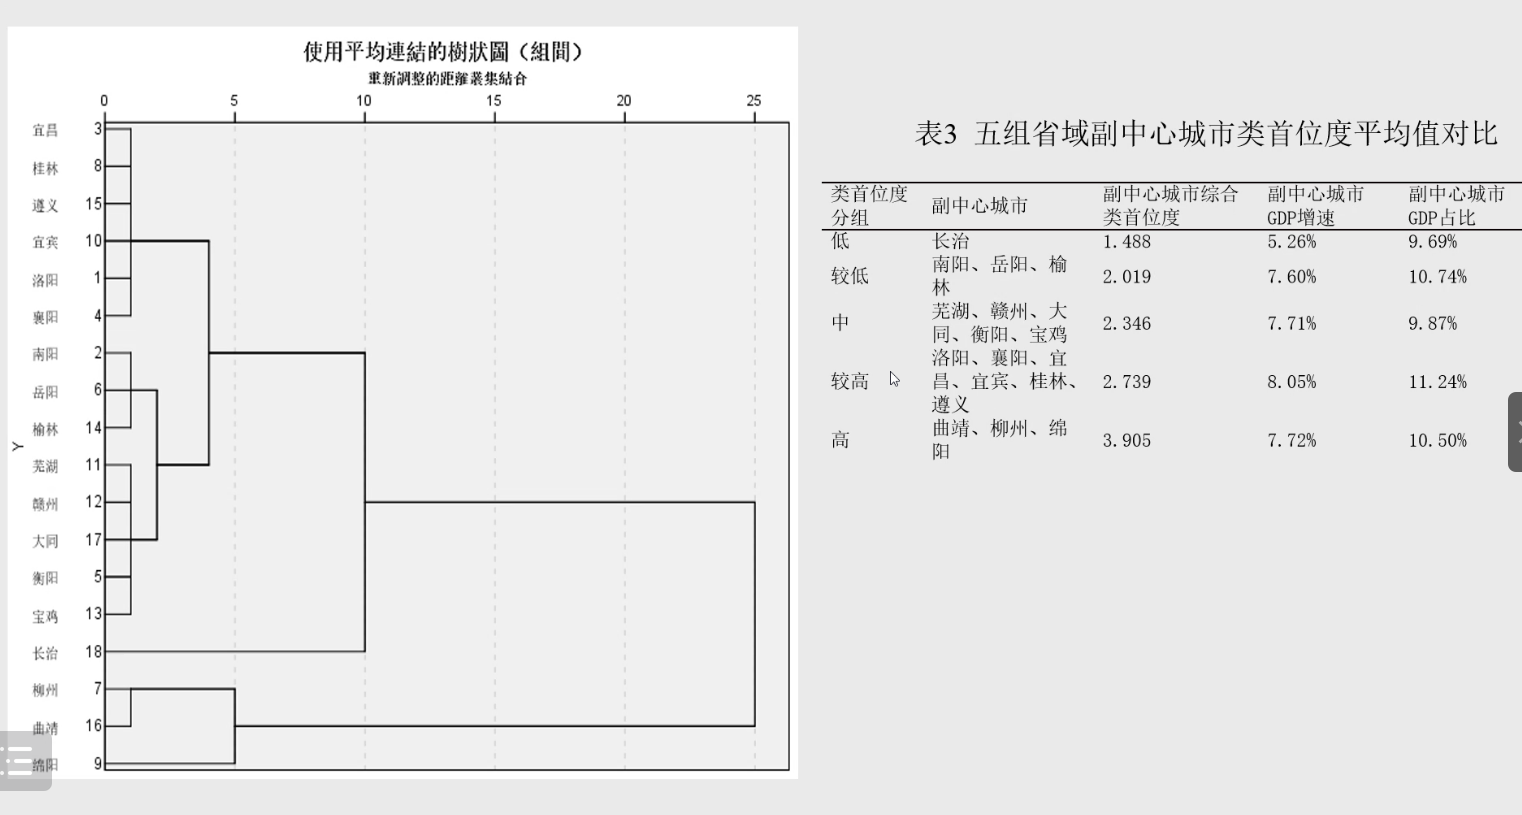 使用平均連結的樹狀圖（組間）
重新調整的距離叢集結合
0 5 10 15 20 25
宜昌 3
桂林 8
遵义 15
宜宾 10
洛阳 1
襄阳 4
南阳 2
岳阳 6
榆林 14
Y
芜湖 11
赣州 12
大同 17
衡阳 5
宝鸡 13
长治 18
柳州 7
曲靖 16
绵阳 9
表3 五组省域副中心城市类首位度平均值对比
类首位度分组 副中心城市 副中心城市综合类首位度 副中心城市GDP增速 副中心城市GDP占比
低 长治 1.488 5.26% 9.69%
较低 南阳、岳阳、榆林 2.019 7.60% 10.74%
中 芜湖、赣州、大同、衡阳、宝鸡 2.346 7.71% 9.87%
较高 洛阳、襄阳、宜昌、宜宾、桂林、遵义 2.739 8.05% 11.24%
高 曲靖、柳州、绵阳 3.905 7.72% 10.50%